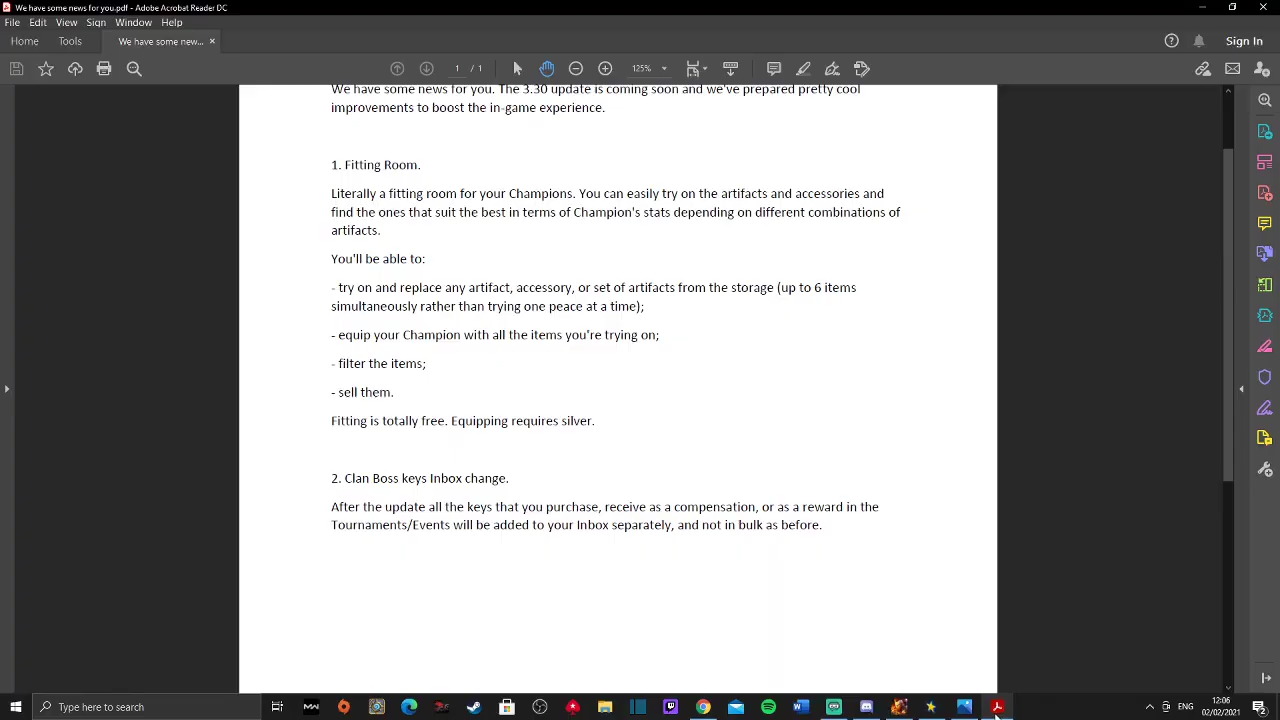 We have some news for you.pdf - Adobe Acrobat Reader DC
File Edit View Sign Window Help
Home Tools We have some new... × Sign In
1 / 1 125%
We have some news for you. The 3.30 update is coming soon and we've prepared pretty cool
improvements to boost the in-game experience.
1. Fitting Room.
Literally a fitting room for your Champions. You can easily try on the artifacts and accessories and
find the ones that suit the best in terms of Champion's stats depending on different combinations of
artifacts.
You'll be able to:
- try on and replace any artifact, accessory, or set of artifacts from the storage (up to 6 items
simultaneously rather than trying one peace at a time);
- equip your Champion with all the items you're trying on;
- filter the items;
- sell them.
Fitting is totally free. Equipping requires silver.
2. Clan Boss keys Inbox change.
After the update all the keys that you purchase, receive as a compensation, or as a reward in the
Tournaments/Events will be added to your Inbox separately, and not in bulk as before.
Type here to search
ENG
12:06
02/02/2021